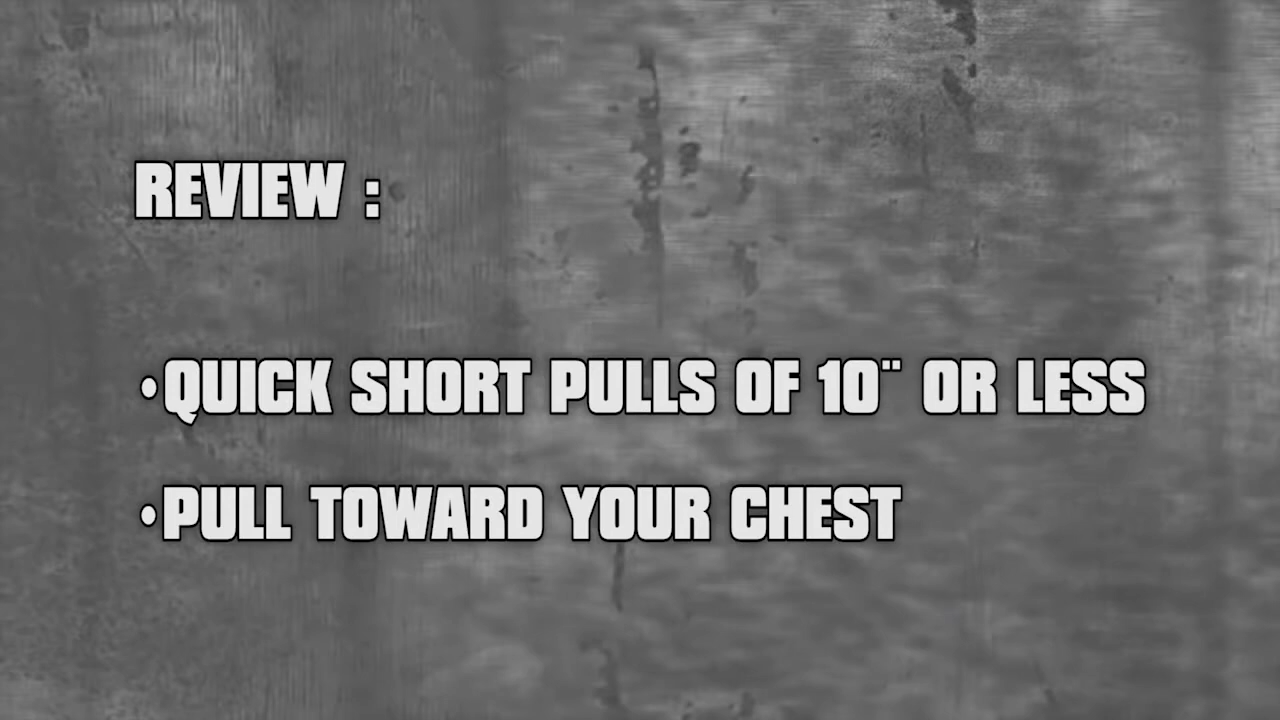 REVIEW :
•QUICK SHORT PULLS OF 10¨ OR LESS
•PULL TOWARD YOUR CHEST